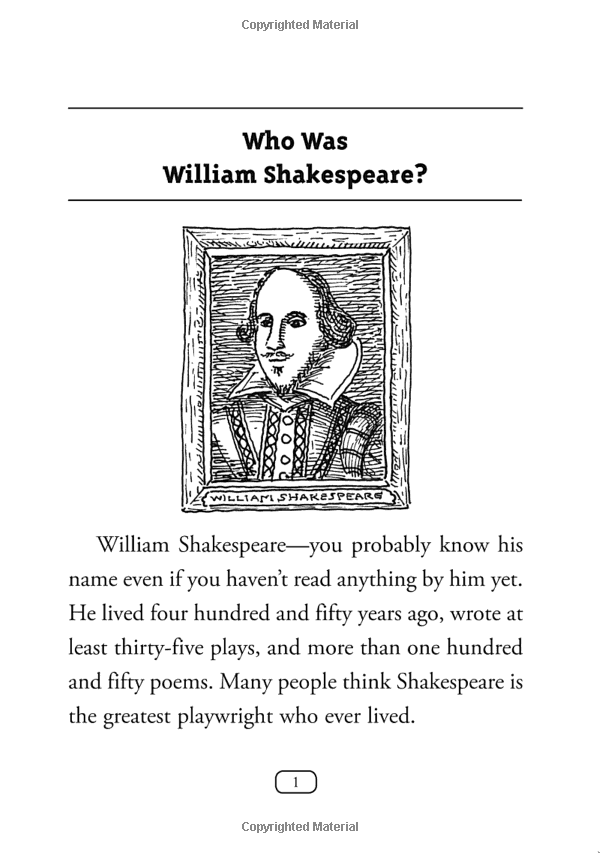 Copyrighted Material
Who Was
William Shakespeare?
WILLIAM SHAKESPEARE
William Shakespeare—you probably know his
name even if you haven't read anything by him yet.
He lived four hundred and fifty years ago, wrote at
least thirty-five plays, and more than one hundred
and fifty poems. Many people think Shakespeare is
the greatest playwright who ever lived.
1
Copyrighted Material